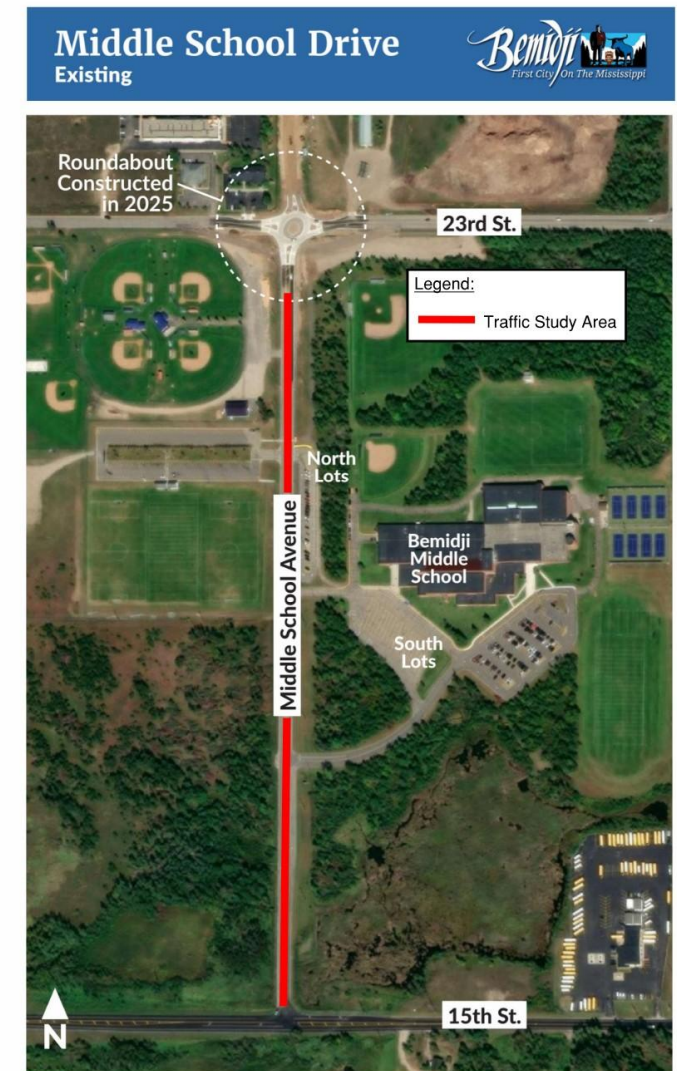 Middle School Drive
Existing
Bemidji
First City On The Mississippi
Roundabout
Constructed
in 2025
23rd St.
Legend:
Traffic Study Area
North
Lots
Middle School Avenue
Bemidji
Middle
School
South
Lots
15th St.
N